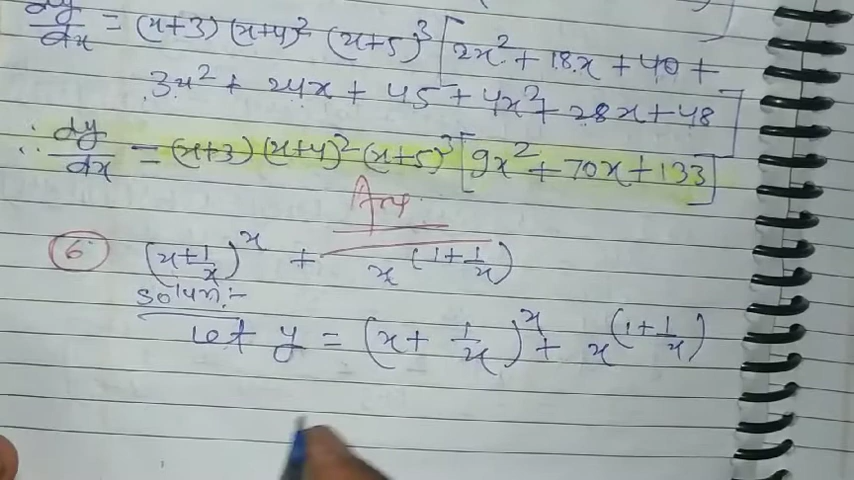 dy/dx = (x+3) (x+4)² (x+5)³ [2x² + 18x + 40 +
3x² + 24x + 45 + 4x² + 28x + 48]
∴ dy/dx = (x+3) (x+4)² (x+5)³ [9x² + 70x + 133]
Ans.
6. (x + 1/x)^x + x^(1 + 1/x)
Solun:-
Let y = (x + 1/x)^x + x^(1 + 1/x)